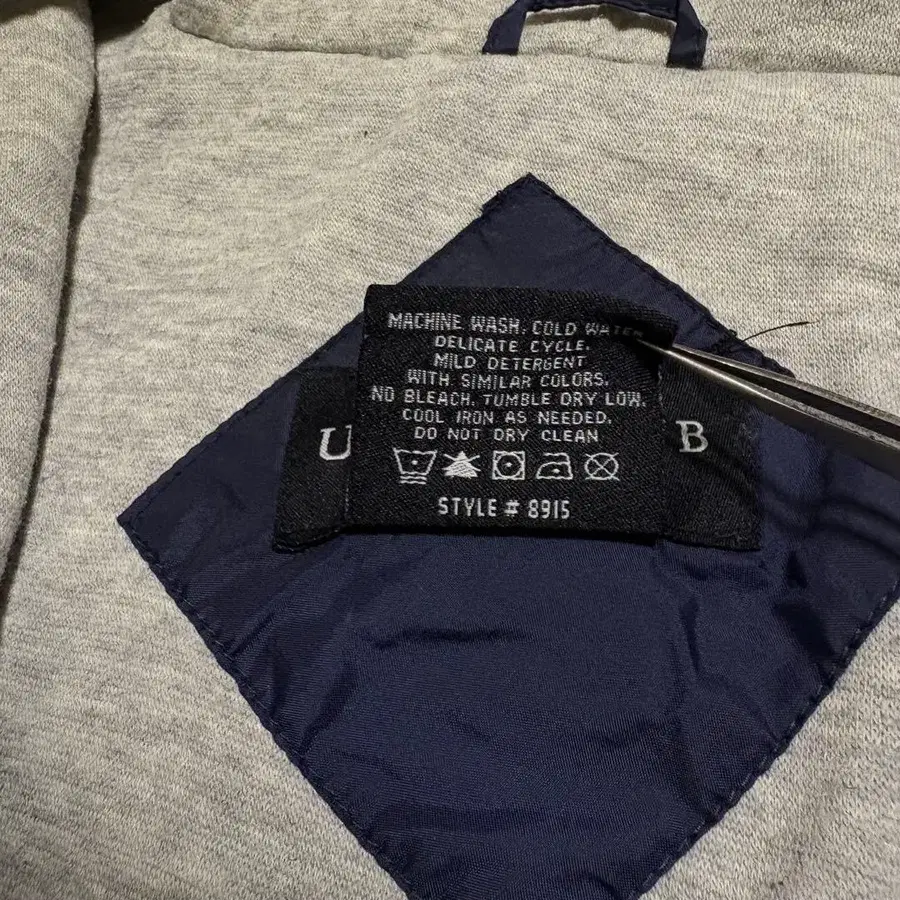 MACHINE WASH. COLD WATER
DELICATE CYCLE.
MILD DETERGENT
WITH SIMILAR COLORS.
NO BLEACH. TUMBLE DRY LOW.
COOL IRON AS NEEDED.
DO NOT DRY CLEAN
STYLE # 8915
U B